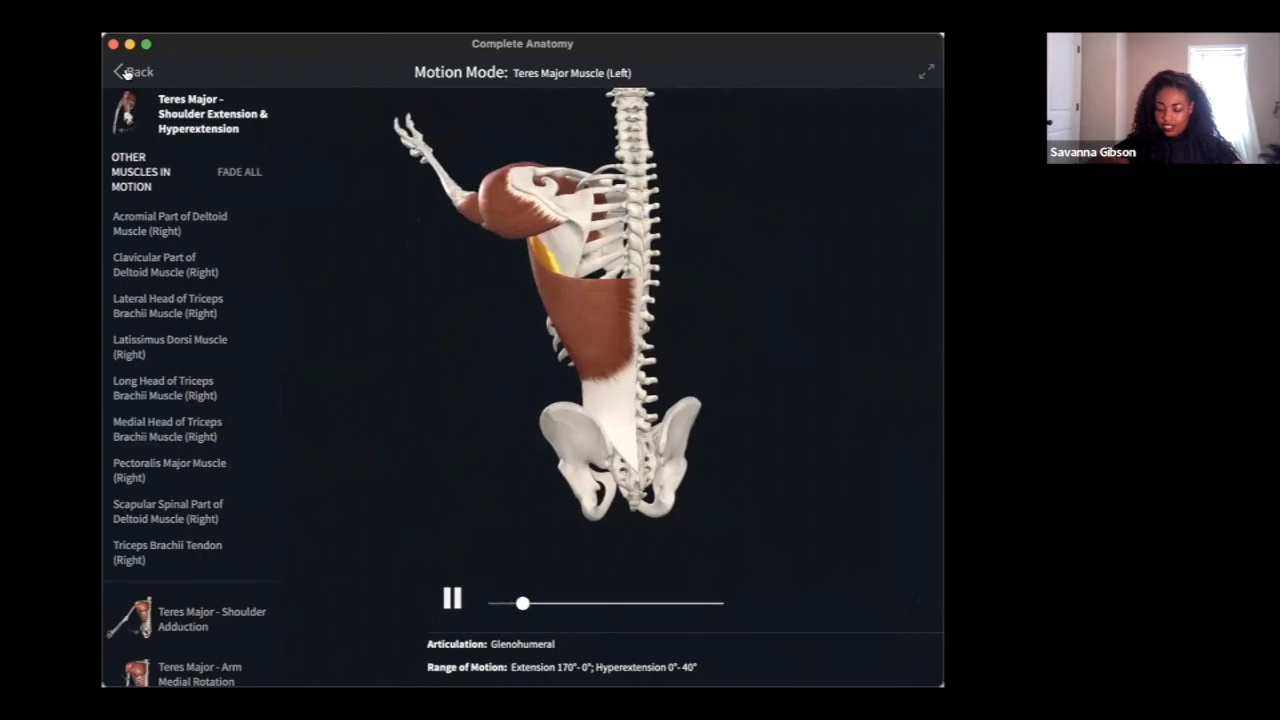 Complete Anatomy
Back
Motion Mode: Teres Major Muscle (Left)
Teres Major -
Shoulder Extension &
Hyperextension
OTHER
MUSCLES IN
MOTION
FADE ALL
Acromial Part of Deltoid
Muscle (Right)
Clavicular Part of
Deltoid Muscle (Right)
Lateral Head of Triceps
Brachii Muscle (Right)
Latissimus Dorsi Muscle
(Right)
Long Head of Triceps
Brachii Muscle (Right)
Medial Head of Triceps
Brachii Muscle (Right)
Pectoralis Major Muscle
(Right)
Scapular Spinal Part of
Deltoid Muscle (Right)
Triceps Brachii Tendon
(Right)
Teres Major - Shoulder
Adduction
Teres Major - Arm
Medial Rotation
Articulation: Glenohumeral
Range of Motion: Extension 170°- 0°; Hyperextension 0°- 40°
Savanna Gibson